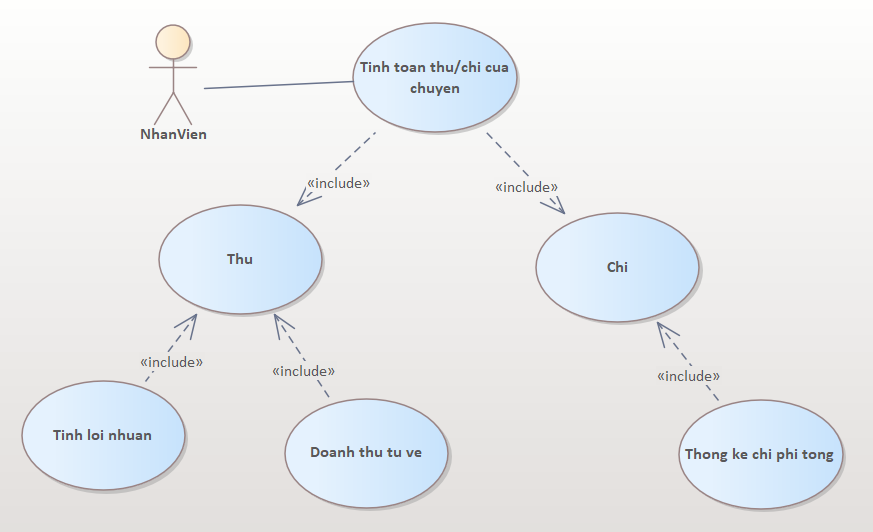 Tinh toan thu/chi cua
chuyen
NhanVien
«include»
«include»
Thu
Chi
«include»
«include»
«include»
Tinh loi nhuan
Doanh thu tu ve
Thong ke chi phi tong